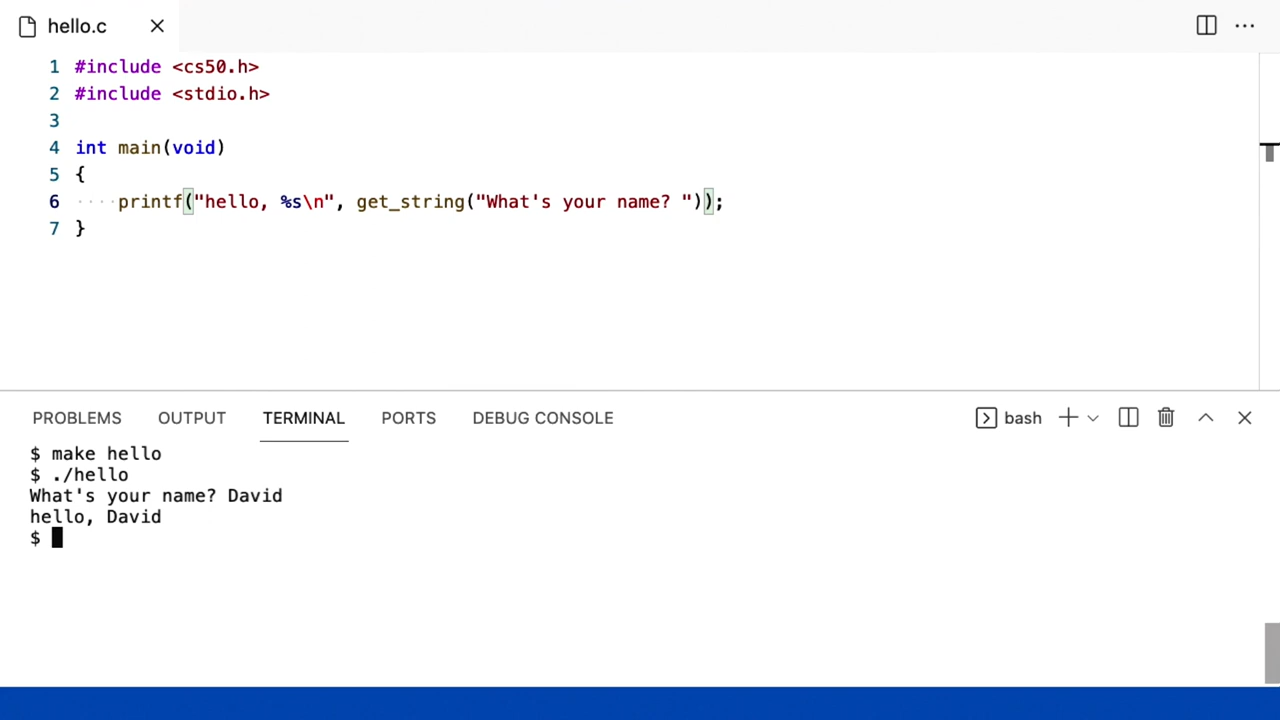 hello.c
1 #include <cs50.h>
2 #include <stdio.h>
3
4 int main(void)
5 {
6 ····printf("hello, %s\n", get_string("What's your name? "));
7 }
PROBLEMS OUTPUT TERMINAL PORTS DEBUG CONSOLE bash
$ make hello
$ ./hello
What's your name? David
hello, David
$